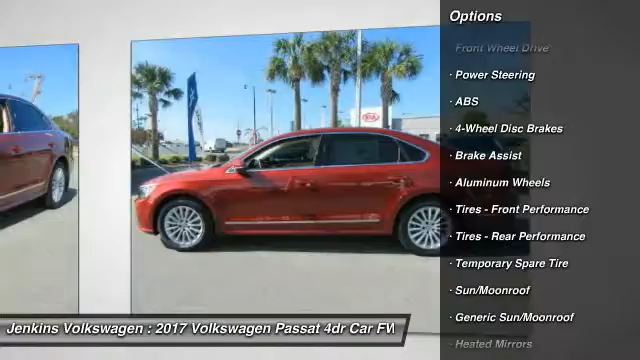 Options
Front Wheel Drive
· Power Steering
· ABS
· 4-Wheel Disc Brakes
· Brake Assist
· Aluminum Wheels
· Tires - Front Performance
· Tires - Rear Performance
· Temporary Spare Tire
· Sun/Moonroof
· Generic Sun/Moonroof
· Heated Mirrors
KIA
Jenkins Volkswagen : 2017 Volkswagen Passat 4dr Car FW